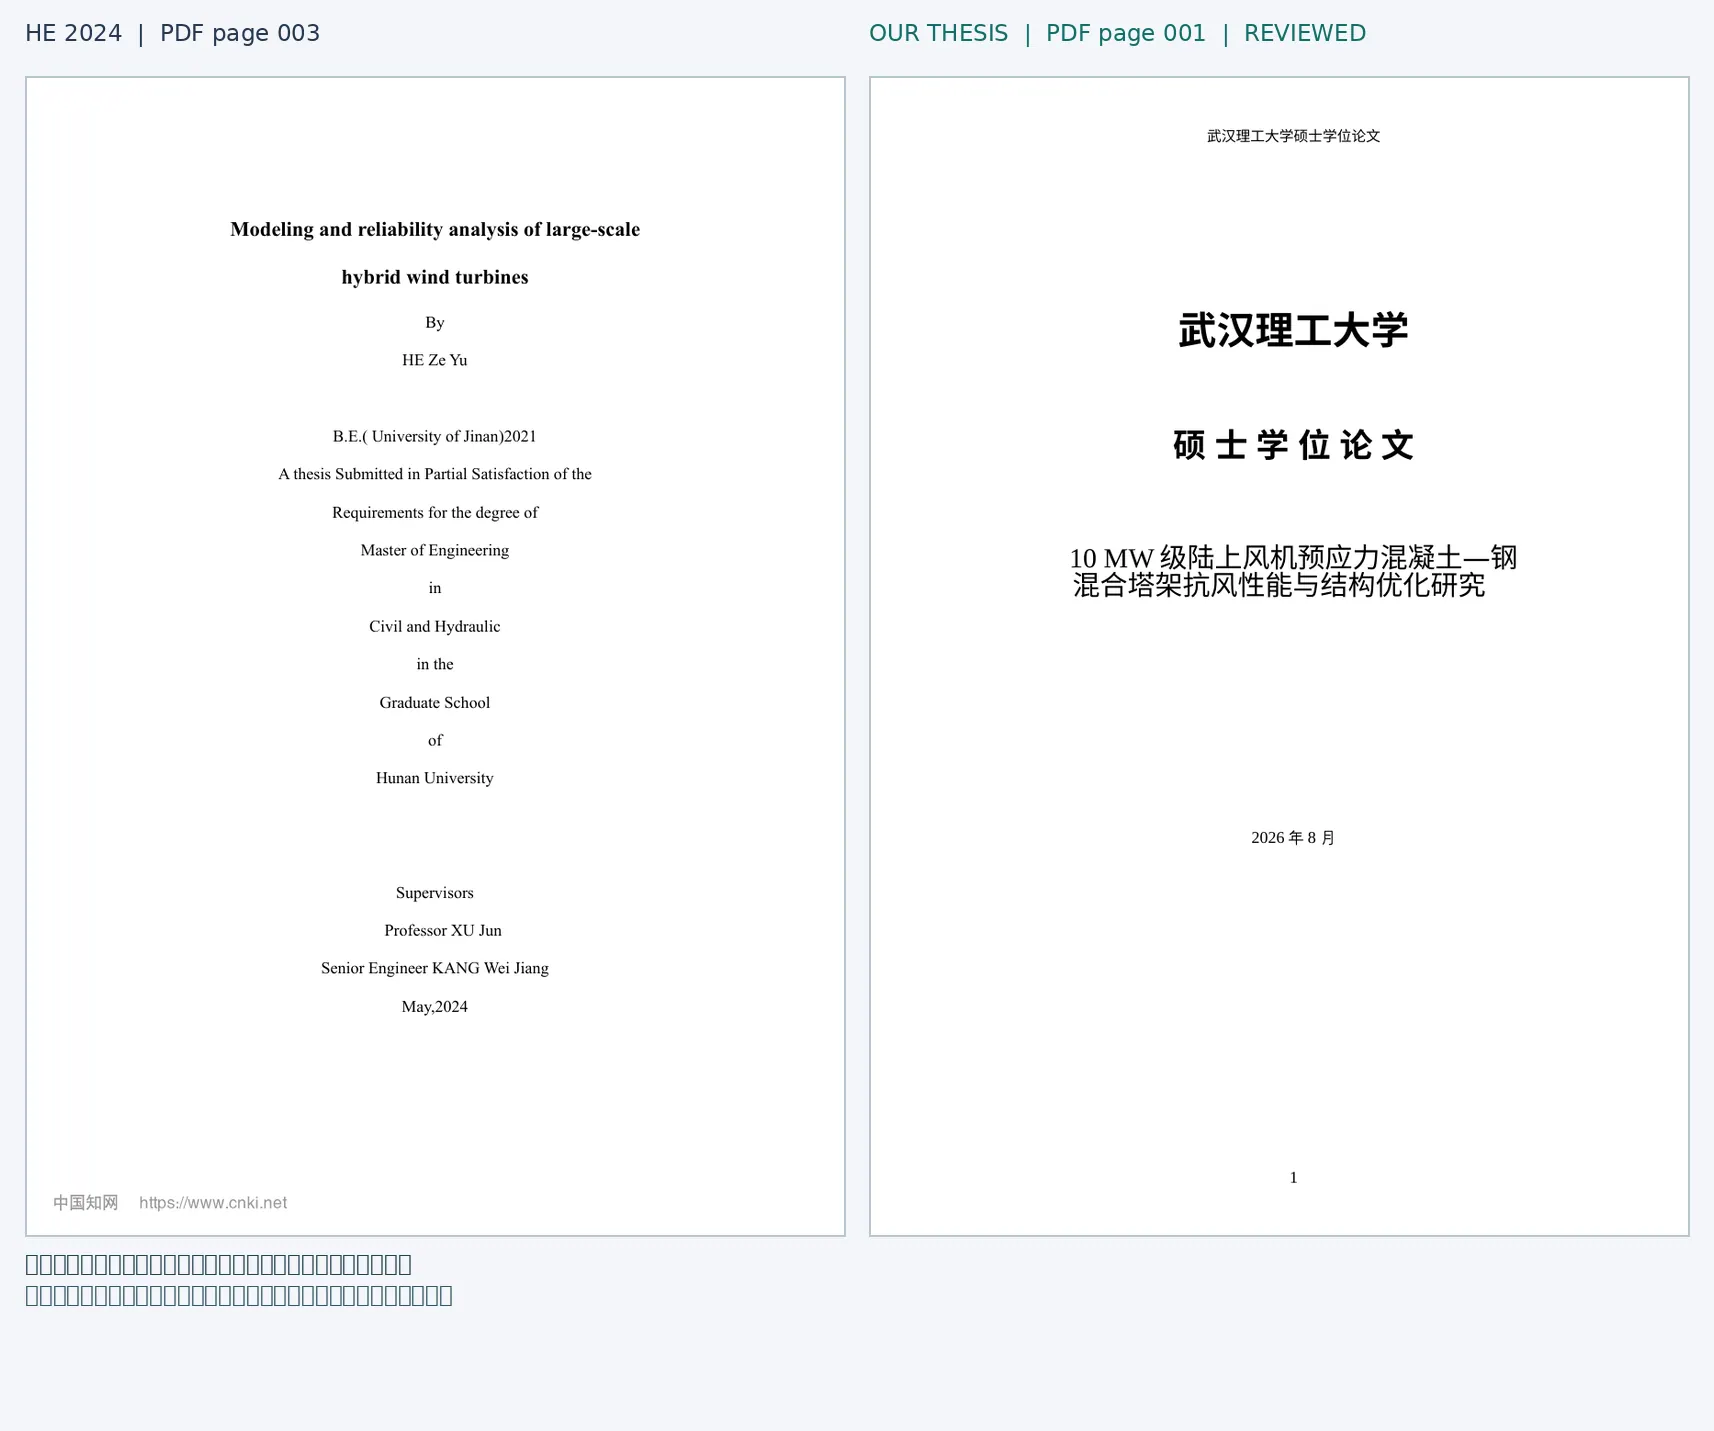 HE 2024 | PDF page 003
Modeling and reliability analysis of large-scale
hybrid wind turbines
By
HE Ze Yu
B.E.( University of Jinan)2021
A thesis Submitted in Partial Satisfaction of the
Requirements for the degree of
Master of Engineering
in
Civil and Hydraulic
in the
Graduate School
of
Hunan University
Supervisors
Professor XU Jun
Senior Engineer KANG Wei Jiang
May,2024
中国知网 https://www.cnki.net
OUR THESIS | PDF page 001 | REVIEWED
武汉理工大学硕士学位论文
武汉理工大学
硕士学位论文
10 MW 级陆上风机预应力混凝土—钢
混合塔架抗风性能与结构优化研究
2026 年 8 月
1